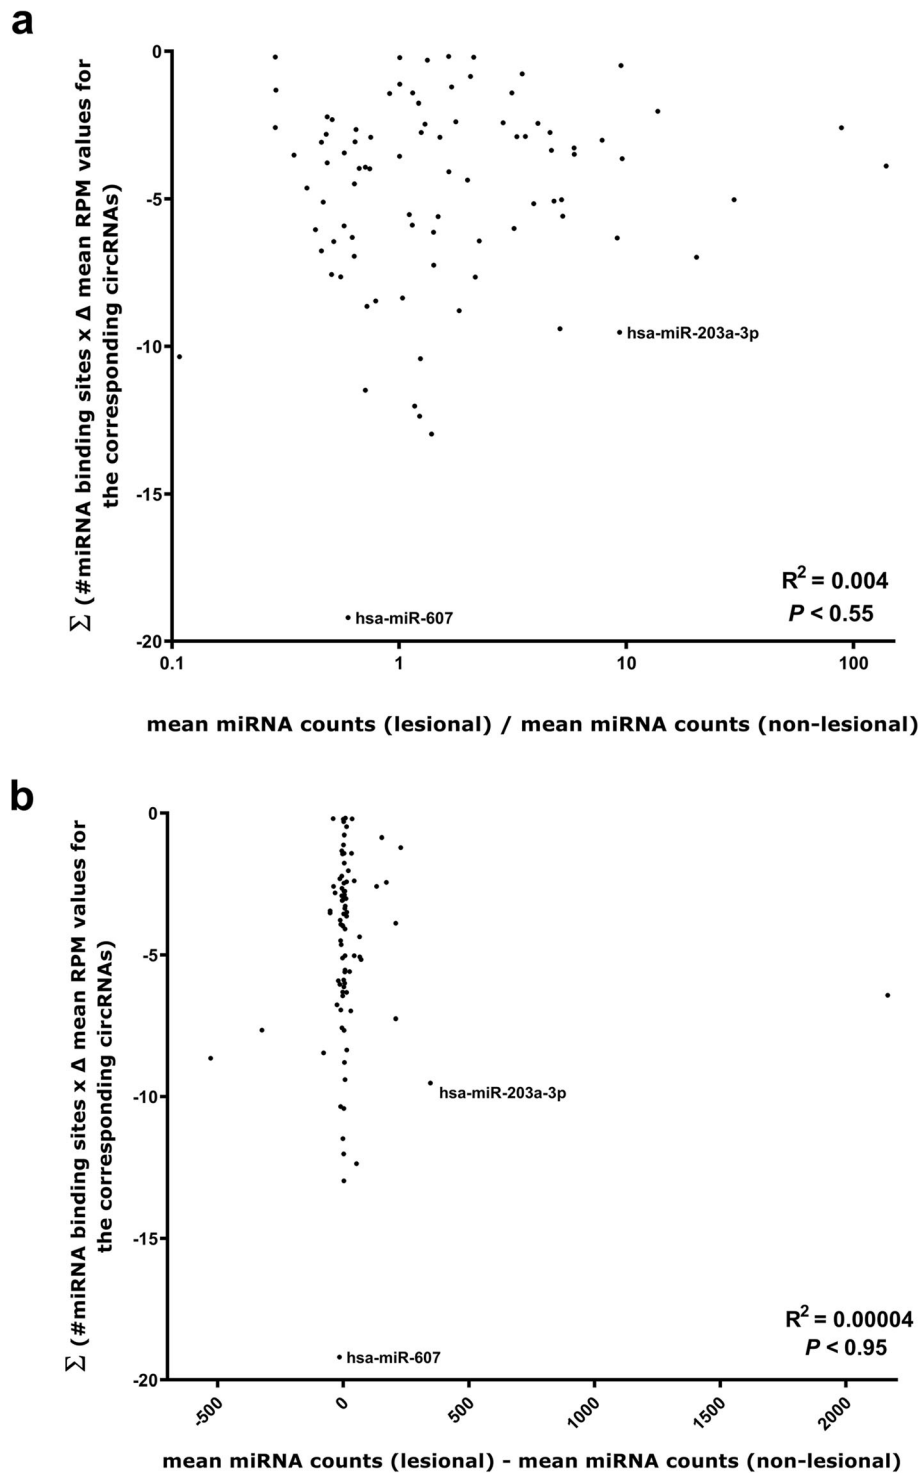 a
Σ (#miRNA binding sites x Δ mean RPM values for
the corresponding circRNAs)
0
-5
-10
-15
-20
hsa-miR-203a-3p
hsa-miR-607
R² = 0.004
P < 0.55
0.1 1 10 100
mean miRNA counts (lesional) / mean miRNA counts (non-lesional)
b
Σ (#miRNA binding sites x Δ mean RPM values for
the corresponding circRNAs)
0
-5
-10
-15
-20
hsa-miR-203a-3p
hsa-miR-607
R² = 0.00004
P < 0.95
-500 0 500 1000 1500 2000
mean miRNA counts (lesional) - mean miRNA counts (non-lesional)